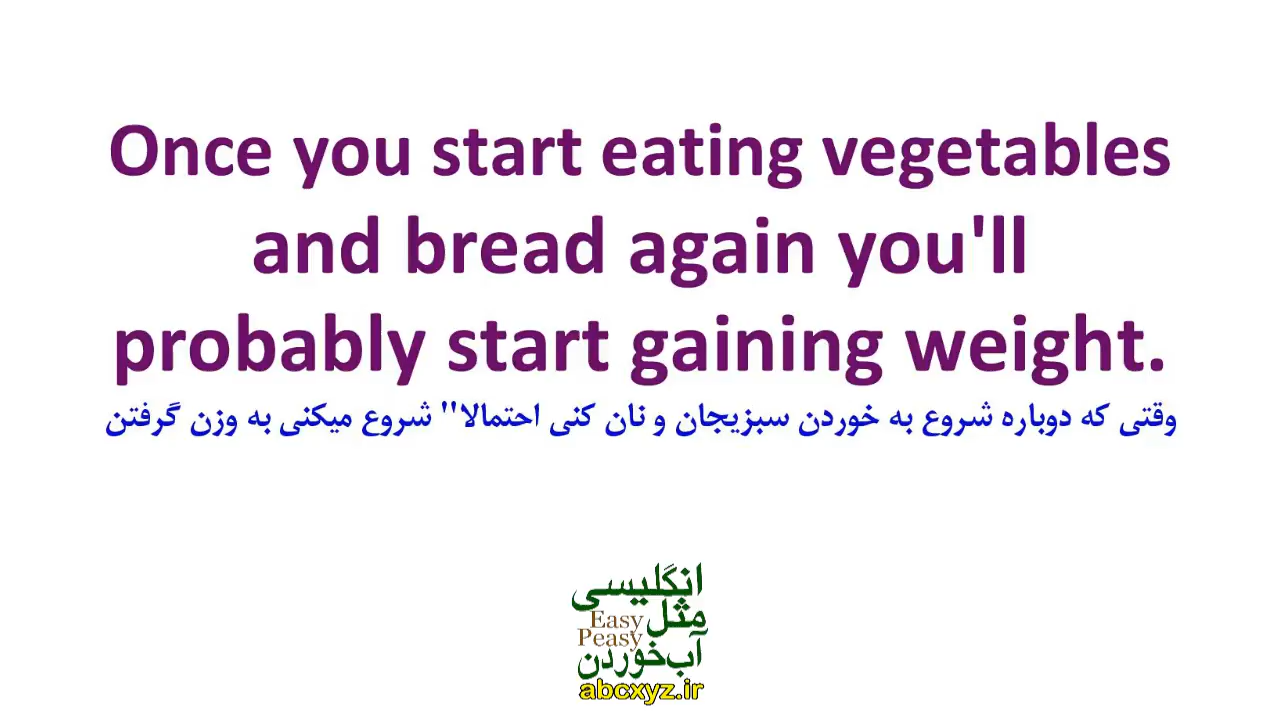 Once you start eating vegetables
and bread again you'll
probably start gaining weight.
وقتی که دوباره شروع به خوردن سبزیجان و نان کنی احتمالا" شروع میکنی به وزن گرفتن
انگلیسی
مثل
Easy
Peasy
آب خوردن
abcxyz.ir